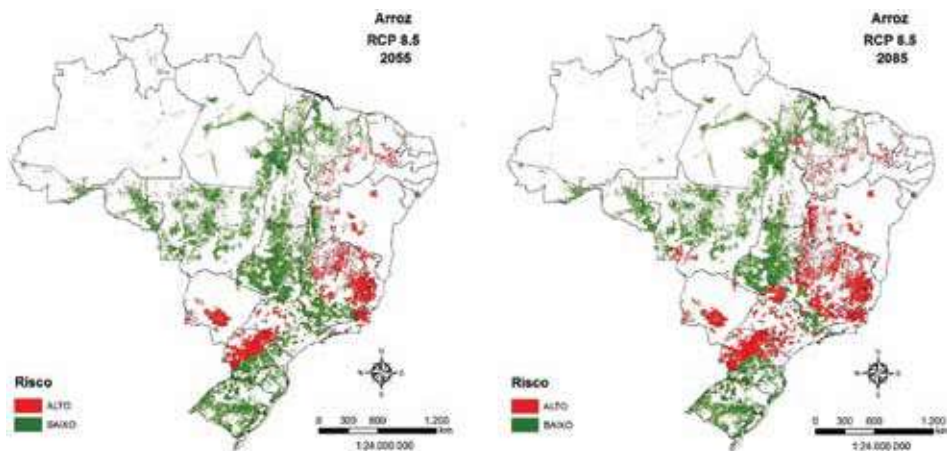 Arroz
RCP 8.5
2055
Risco
ALTO
BAIXO
N
S
0 300 600 1.200
km
1:24.000.000
Arroz
RCP 8.5
2085
Risco
ALTO
BAIXO
N
S
0 300 600 1.200
km
1:24.000.000